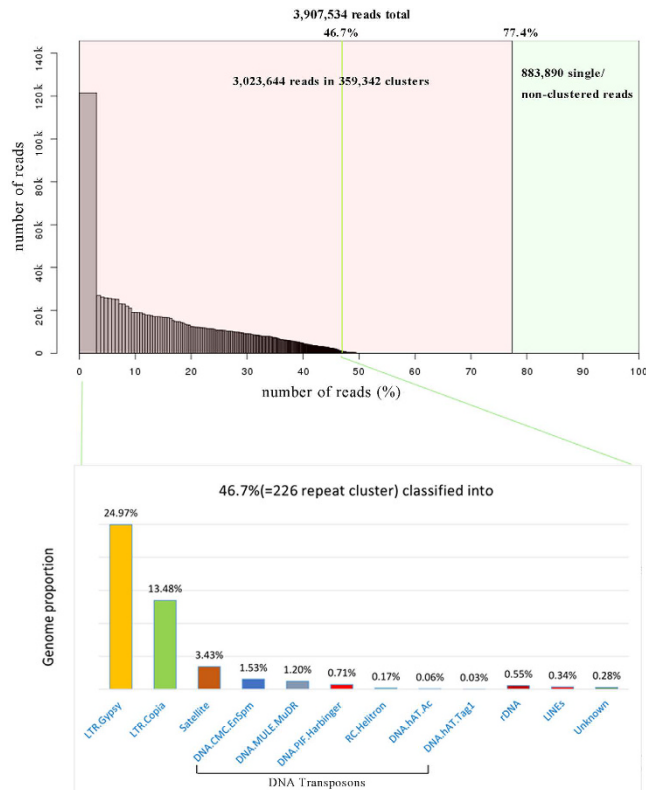 3,907,534 reads total
46.7%
77.4%
3,023,644 reads in 359,342 clusters
883,890 single/
non-clustered reads
number of reads
140k
120k
100k
80k
60k
40k
20k
0
0 10 20 30 40 50 60 70 80 90 100
number of reads (%)
46.7%(=226 repeat cluster) classified into
Genome proportion
24.97% 13.48% 3.43% 1.53% 1.20% 0.71% 0.17% 0.06% 0.03% 0.55% 0.34% 0.28%
LTR.Gypsy
LTR.Copia
Satellite
DNA.CMC.EnSpm
DNA.MULE.MuDR
DNA.PIF.Harbinger
RC.Helitron
DNA.hAT.Ac
DNA.hAT.Tag1
rDNA
LINEs
Unknown
DNA Transposons